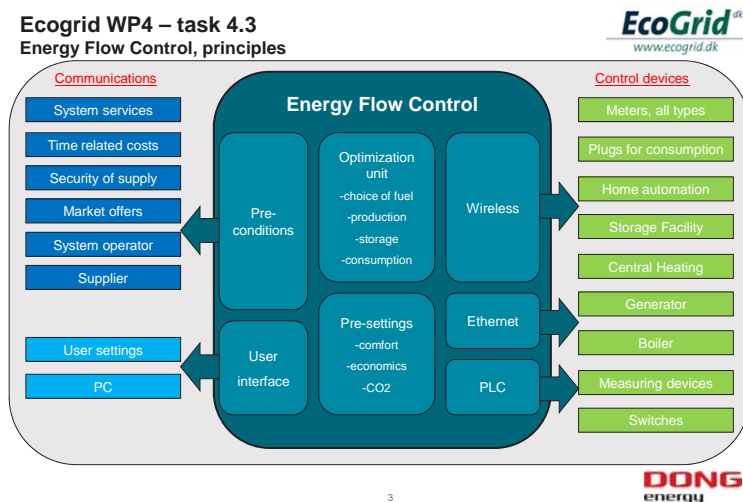 Ecogrid WP4 – task 4.3
Energy Flow Control, principles
EcoGrid dk
www.ecogrid.dk
Communications
System services
Time related costs
Security of supply
Market offers
System operator
Supplier
User settings
PC
Energy Flow Control
Pre-
conditions
User
interface
Optimization
unit
-choice of fuel
-production
-storage
-consumption
Pre-settings
-comfort
-economics
-CO2
Wireless
Ethernet
PLC
Control devices
Meters, all types
Plugs for consumption
Home automation
Storage Facility
Central Heating
Generator
Boiler
Measuring devices
Switches
3
DONG
energy